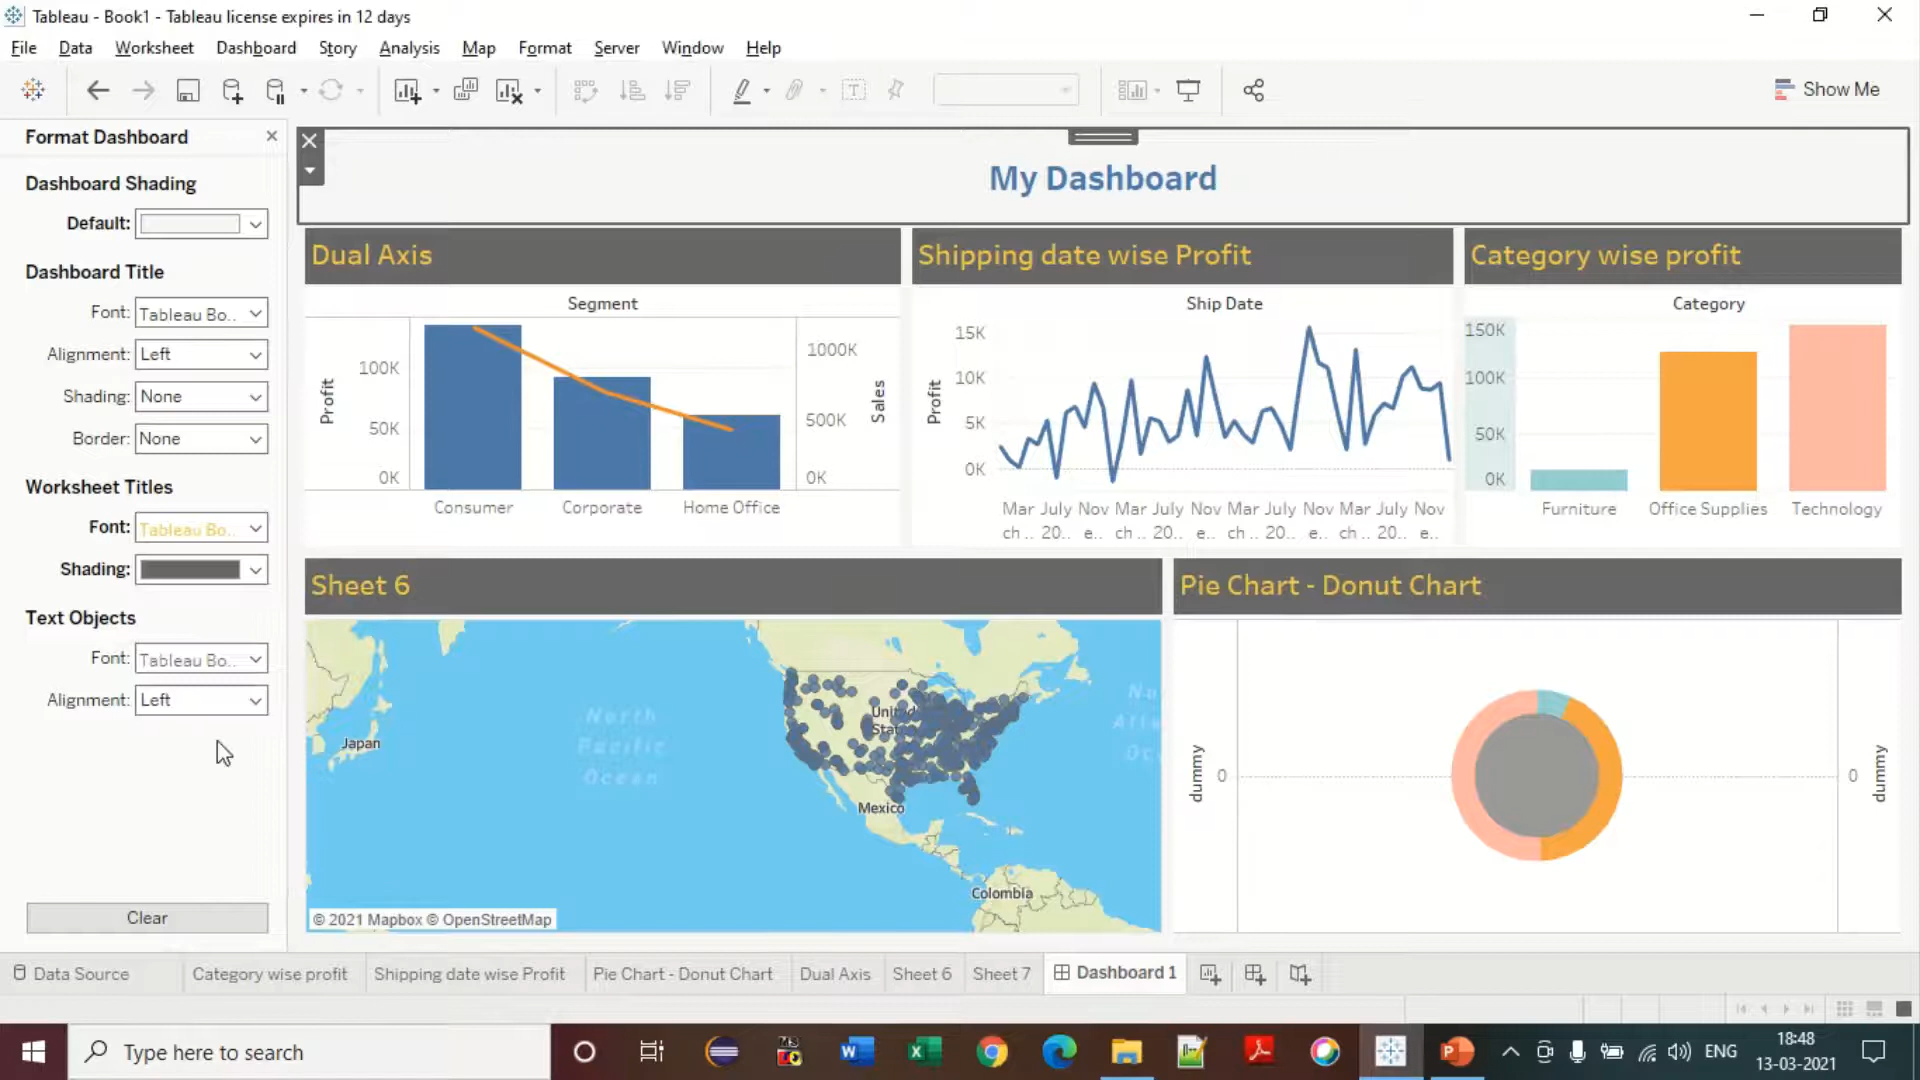 Tableau - Book1 - Tableau license expires in 12 days
File Data Worksheet Dashboard Story Analysis Map Format Server Window Help
Show Me
Format Dashboard
Dashboard Shading
Default:
Dashboard Title
Font: Tableau Bo..
Alignment: Left
Shading: None
Border: None
Worksheet Titles
Font: Tableau Bo..
Shading:
Text Objects
Font: Tableau Bo..
Alignment: Left
Clear
My Dashboard
Dual Axis
Segment
Profit
100K
50K
0K
1000K
500K
0K
Sales
Consumer Corporate Home Office
Shipping date wise Profit
Ship Date
Profit
15K
10K
5K
0K
Mar July Nov Mar July Nov Mar July Nov Mar July Nov
ch .. 20.. e.. ch .. 20.. e.. ch .. 20.. e.. ch .. 20.. e..
Category wise profit
Category
150K
100K
50K
0K
Furniture Office Supplies Technology
Sheet 6
North
Pacific
Ocean
Japan
United
States
Mexico
Colombia
© 2021 Mapbox © OpenStreetMap
Pie Chart - Donut Chart
dummy
0
0
dummy
Data Source Category wise profit Shipping date wise Profit Pie Chart - Donut Chart Dual Axis Sheet 6 Sheet 7 Dashboard 1
Type here to search
ENG
18:48
13-03-2021